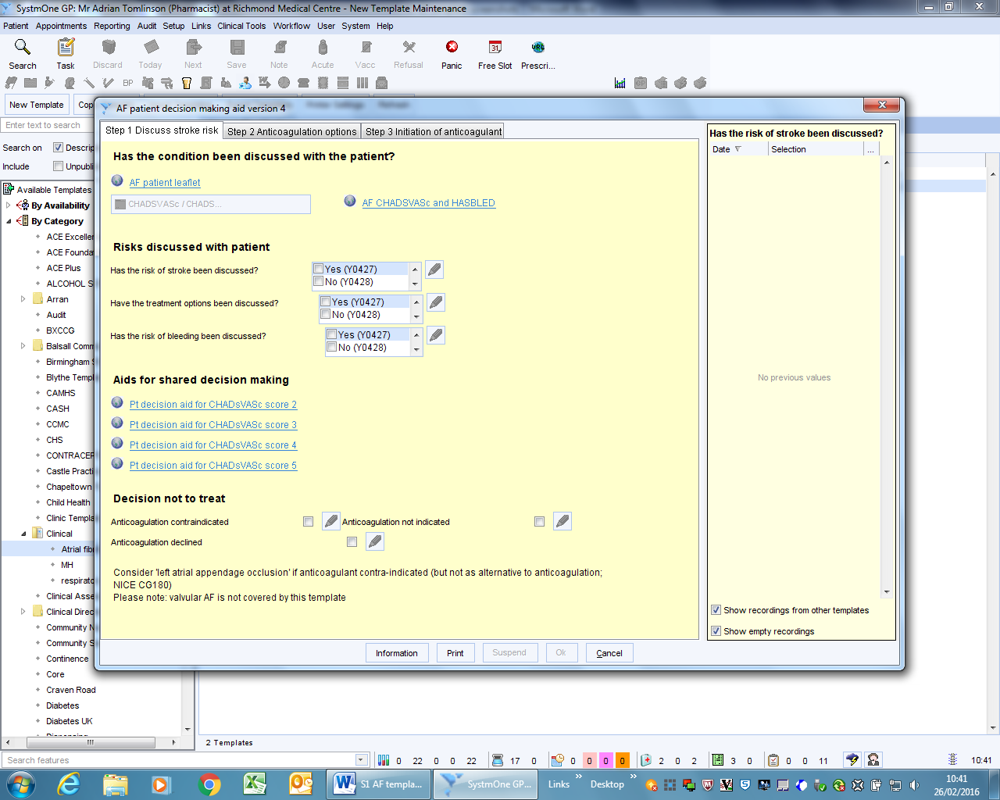 SystmOne GP: Mr Adrian Tomlinson (Pharmacist) at Richmond Medical Centre - New Template Maintenance
Patient Appointments Reporting Audit Setup Links Clinical Tools Workflow User System Help
Search Task Discard Today Next Save Note Acute Vacc Refusal Panic Free Slot Prescri...
BP
New Template Cop
Enter text to search
Search on Descrip
Include Unpubli
Available Templates
By Availability
By Category
ACE Excellen
ACE Founda
ACE Plus
ALCOHOL S
Arran
Audit
BXCCG
Balsall Comm
Birmingham S
Blythe Templ
CAMHS
CASH
CCMC
CHS
CONTRACEP
Castle Practi
Chapeltown
Child Health
Clinic Templa
Clinical
Atrial fibr
MH
respirato
Clinical Asse
Clinical Direc
Community N
Community S
Continence
Core
Craven Road
Diabetes
Diabetes UK
Dispensing
AF patient decision making aid version 4
Step 1 Discuss stroke risk Step 2 Anticoagulation options Step 3 Initiation of anticoagulant
Has the condition been discussed with the patient?
AF patient leaflet
CHADSVASc / CHADS... AF CHADSVASc and HASBLED
Risks discussed with patient
Has the risk of stroke been discussed? Yes (Y0427)
No (Y0428)
Have the treatment options been discussed? Yes (Y0427)
No (Y0428)
Has the risk of bleeding been discussed? Yes (Y0427)
No (Y0428)
Aids for shared decision making
Pt decision aid for CHADsVASc score 2
Pt decision aid for CHADsVASc score 3
Pt decision aid for CHADsVASc score 4
Pt decision aid for CHADsVASc score 5
Decision not to treat
Anticoagulation contraindicated Anticoagulation not indicated
Anticoagulation declined
Consider 'left atrial appendage occlusion' if anticoagulant contra-indicated (but not as alternative to anticoagulation;
NICE CG180)
Please note: valvular AF is not covered by this template
Has the risk of stroke been discussed?
Date Selection ...
No previous values
Show recordings from other templates
Show empty recordings
Information Print Suspend Ok Cancel
2 Templates
Search features 0 22 0 0 22 17 0 0 0 0 0 2 0 2 3 0 0 0 11 10:41
S1 AF templa... SystmOne GP... Links » Desktop » 10:41
26/02/2016